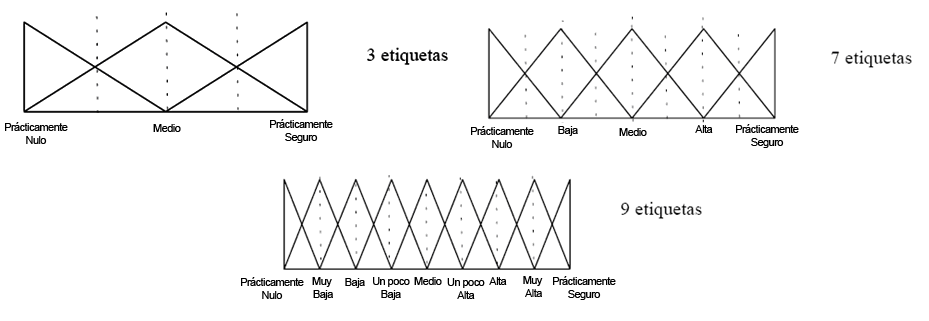 3 etiquetas
Prácticamente
Nulo
Medio
Prácticamente
Seguro
7 etiquetas
Prácticamente
Nulo
Baja
Medio
Alta
Prácticamente
Seguro
9 etiquetas
Prácticamente
Nulo
Muy
Baja
Baja
Un poco
Baja
Medio
Un poco
Alta
Alta
Muy
Alta
Prácticamente
Seguro